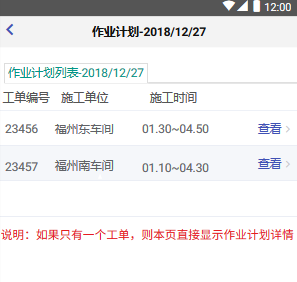 12:00
作业计划-2018/12/27
作业计划列表-2018/12/27
工单编号 施工单位 施工时间
23456 福州东车间 01.30~04.50 查看
23457 福州南车间 01.10~04.30 查看
说明：如果只有一个工单，则本页直接显示作业计划详情